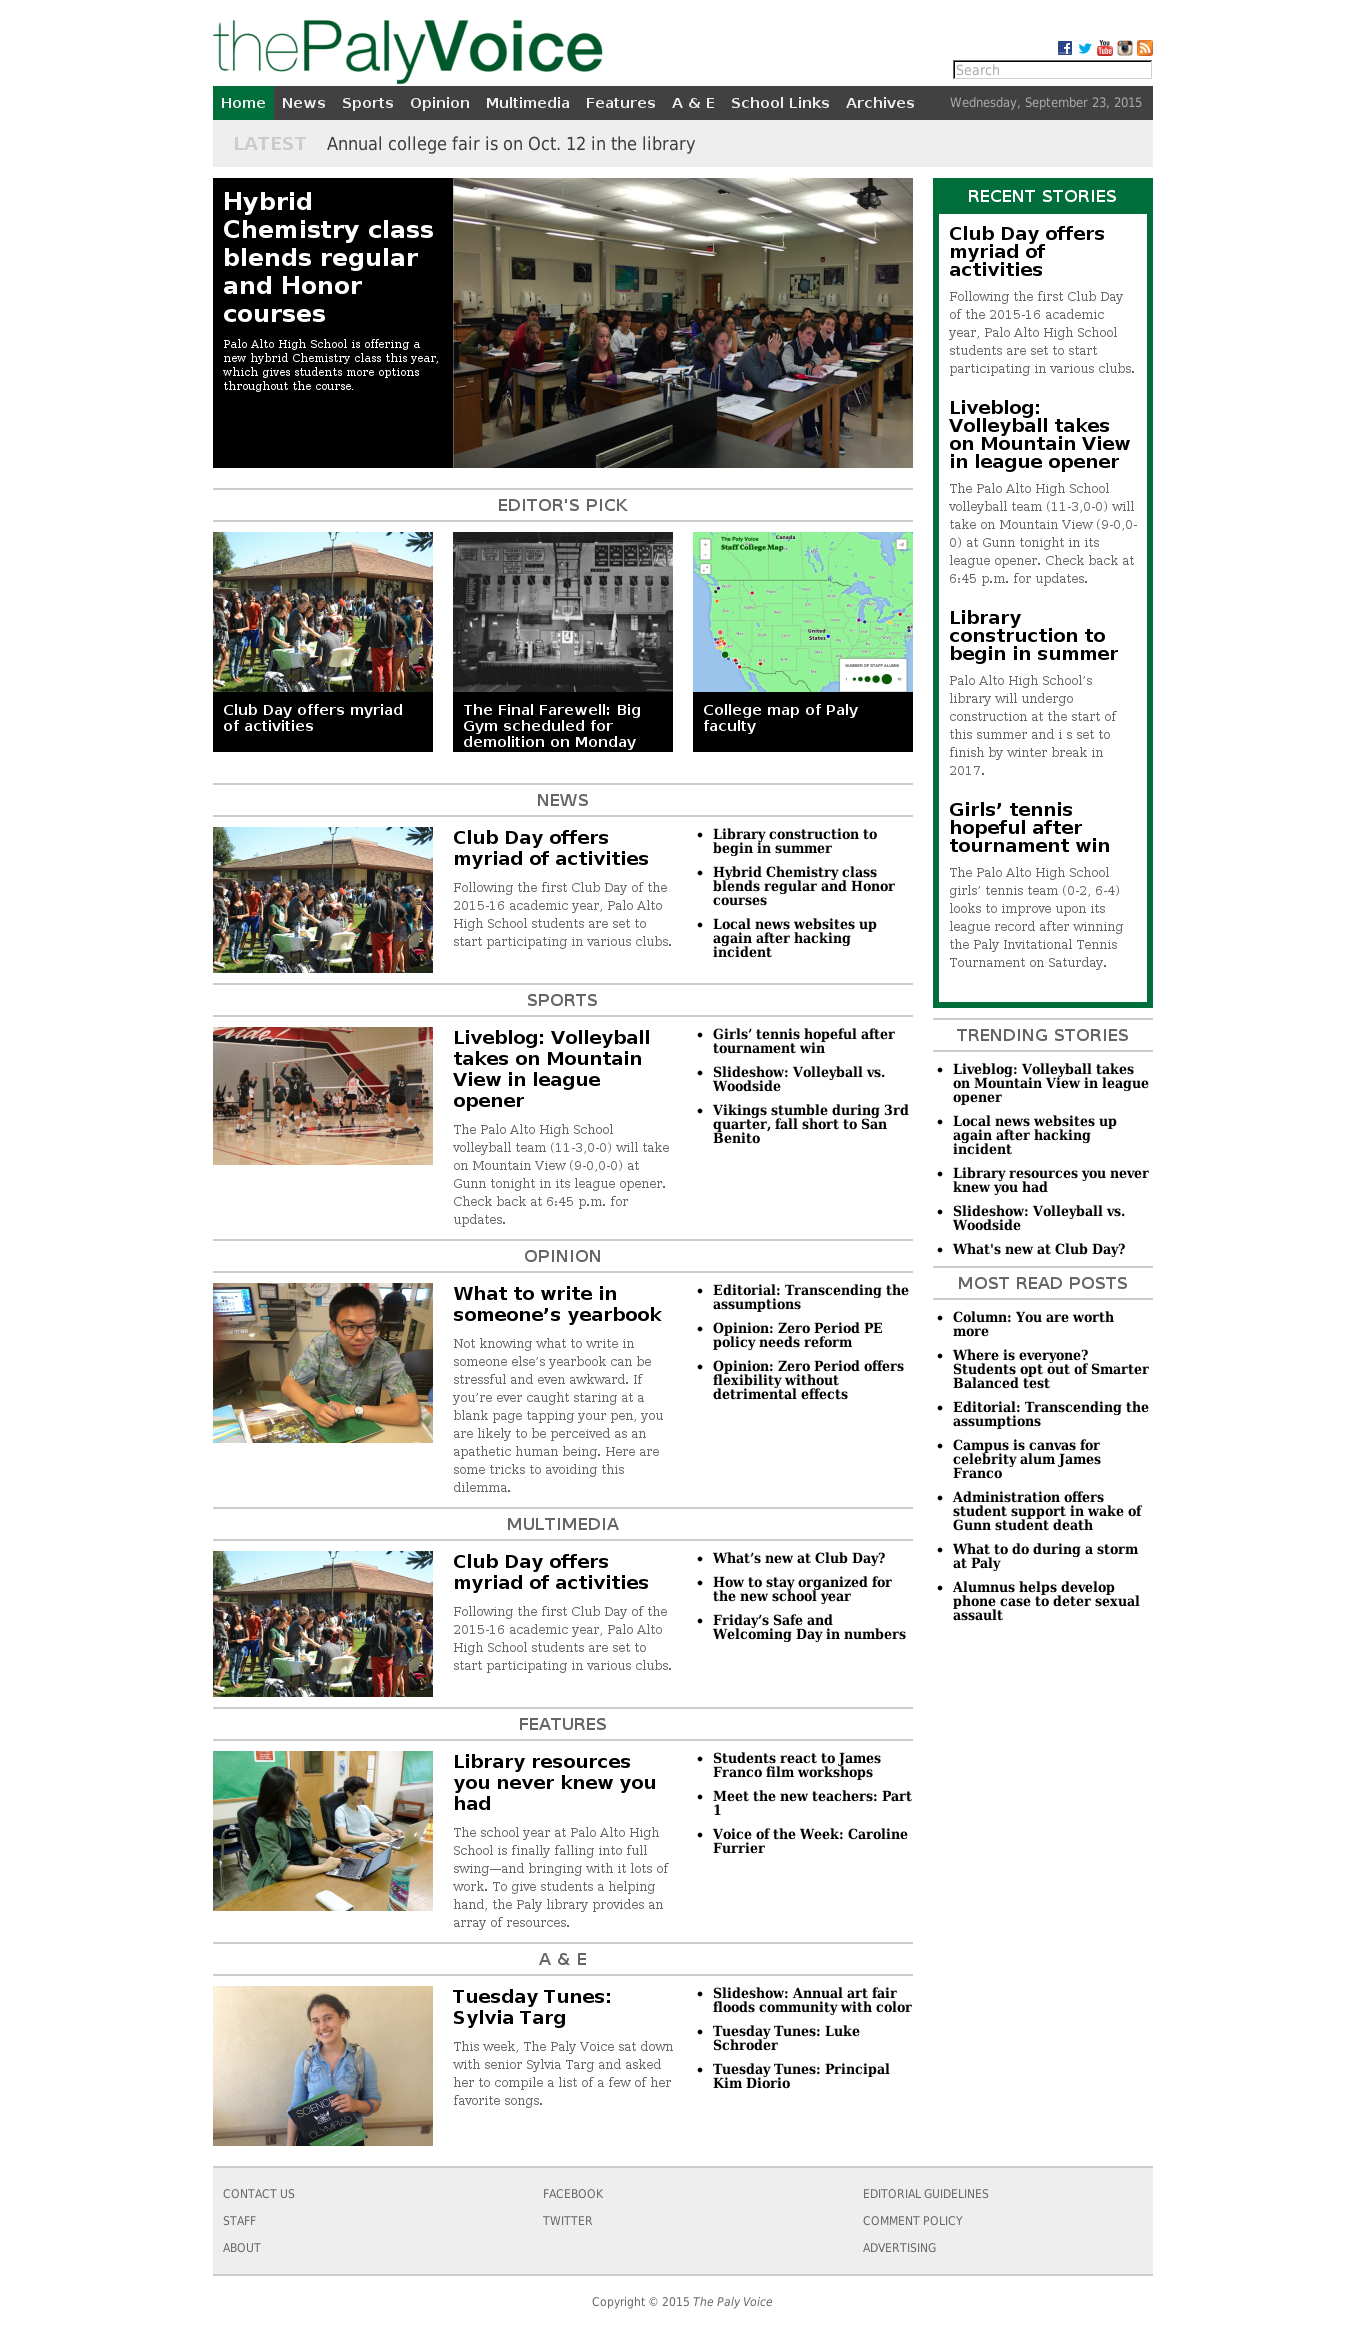 thePalyVoice
Search
Home News Sports Opinion Multimedia Features A & E School Links Archives Wednesday, September 23, 2015
LATEST Annual college fair is on Oct. 12 in the library
Hybrid
Chemistry class
blends regular
and Honor
courses
Palo Alto High School is offering a
new hybrid Chemistry class this year,
which gives students more options
throughout the course.
EDITOR'S PICK
The Paly Voice
Staff College Map
Canada
United
States
NUMBER OF STAFF ALUMNI
Club Day offers myriad
of activities
The Final Farewell: Big
Gym scheduled for
demolition on Monday
College map of Paly
faculty
NEWS
Club Day offers
myriad of activities
Following the first Club Day of the
2015-16 academic year, Palo Alto
High School students are set to
start participating in various clubs.
• Library construction to
begin in summer
• Hybrid Chemistry class
blends regular and Honor
courses
• Local news websites up
again after hacking
incident
SPORTS
Liveblog: Volleyball
takes on Mountain
View in league
opener
The Palo Alto High School
volleyball team (11-3,0-0) will take
on Mountain View (9-0,0-0) at
Gunn tonight in its league opener.
Check back at 6:45 p.m. for
updates.
• Girls’ tennis hopeful after
tournament win
• Slideshow: Volleyball vs.
Woodside
• Vikings stumble during 3rd
quarter, fall short to San
Benito
OPINION
What to write in
someone’s yearbook
Not knowing what to write in
someone else’s yearbook can be
stressful and even awkward. If
you’re ever caught staring at a
blank page tapping your pen, you
are likely to be perceived as an
apathetic human being. Here are
some tricks to avoiding this
dilemma.
• Editorial: Transcending the
assumptions
• Opinion: Zero Period PE
policy needs reform
• Opinion: Zero Period offers
flexibility without
detrimental effects
MULTIMEDIA
Club Day offers
myriad of activities
Following the first Club Day of the
2015-16 academic year, Palo Alto
High School students are set to
start participating in various clubs.
• What’s new at Club Day?
• How to stay organized for
the new school year
• Friday’s Safe and
Welcoming Day in numbers
FEATURES
Library resources
you never knew you
had
The school year at Palo Alto High
School is finally falling into full
swing—and bringing with it lots of
work. To give students a helping
hand, the Paly library provides an
array of resources.
• Students react to James
Franco film workshops
• Meet the new teachers: Part
1
• Voice of the Week: Caroline
Furrier
A & E
SCIENCE
OLYMPIAD
Tuesday Tunes:
Sylvia Targ
This week, The Paly Voice sat down
with senior Sylvia Targ and asked
her to compile a list of a few of her
favorite songs.
• Slideshow: Annual art fair
floods community with color
• Tuesday Tunes: Luke
Schroder
• Tuesday Tunes: Principal
Kim Diorio
RECENT STORIES
Club Day offers
myriad of
activities
Following the first Club Day
of the 2015-16 academic
year, Palo Alto High School
students are set to start
participating in various clubs.
Liveblog:
Volleyball takes
on Mountain View
in league opener
The Palo Alto High School
volleyball team (11-3,0-0) will
take on Mountain View (9-0,0-
0) at Gunn tonight in its
league opener. Check back at
6:45 p.m. for updates.
Library
construction to
begin in summer
Palo Alto High School’s
library will undergo
construction at the start of
this summer and i s set to
finish by winter break in
2017.
Girls’ tennis
hopeful after
tournament win
The Palo Alto High School
girls’ tennis team (0-2, 6-4)
looks to improve upon its
league record after winning
the Paly Invitational Tennis
Tournament on Saturday.
TRENDING STORIES
• Liveblog: Volleyball takes
on Mountain View in league
opener
• Local news websites up
again after hacking
incident
• Library resources you never
knew you had
• Slideshow: Volleyball vs.
Woodside
• What's new at Club Day?
MOST READ POSTS
• Column: You are worth
more
• Where is everyone?
Students opt out of Smarter
Balanced test
• Editorial: Transcending the
assumptions
• Campus is canvas for
celebrity alum James
Franco
• Administration offers
student support in wake of
Gunn student death
• What to do during a storm
at Paly
• Alumnus helps develop
phone case to deter sexual
assault
CONTACT US
STAFF
ABOUT
FACEBOOK
TWITTER
EDITORIAL GUIDELINES
COMMENT POLICY
ADVERTISING
Copyright © 2015 The Paly Voice